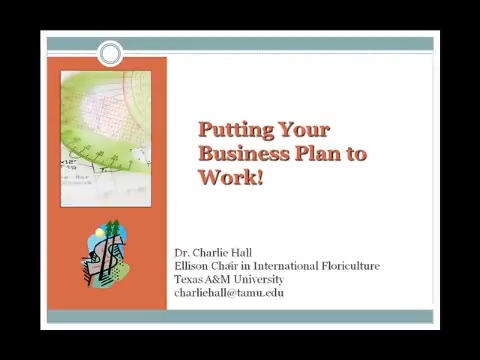 Putting Your
Business Plan to
Work!
Dr. Charlie Hall
Ellison Chair in International Floriculture
Texas A&M University
charliehall@tamu.edu